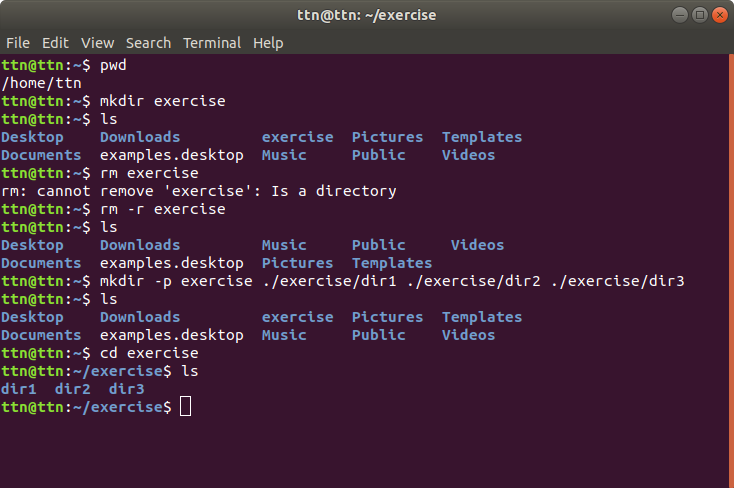 ttn@ttn: ~/exercise
File Edit View Search Terminal Help
ttn@ttn:~$ pwd
/home/ttn
ttn@ttn:~$ mkdir exercise
ttn@ttn:~$ ls
Desktop    Downloads         exercise  Pictures  Templates
Documents  examples.desktop  Music     Public    Videos
ttn@ttn:~$ rm exercise
rm: cannot remove 'exercise': Is a directory
ttn@ttn:~$ rm -r exercise
ttn@ttn:~$ ls
Desktop    Downloads         Music     Public     Videos
Documents  examples.desktop  Pictures  Templates
ttn@ttn:~$ mkdir -p exercise ./exercise/dir1 ./exercise/dir2 ./exercise/dir3
ttn@ttn:~$ ls
Desktop    Downloads         exercise  Pictures  Templates
Documents  examples.desktop  Music     Public    Videos
ttn@ttn:~$ cd exercise
ttn@ttn:~/exercise$ ls
dir1  dir2  dir3
ttn@ttn:~/exercise$